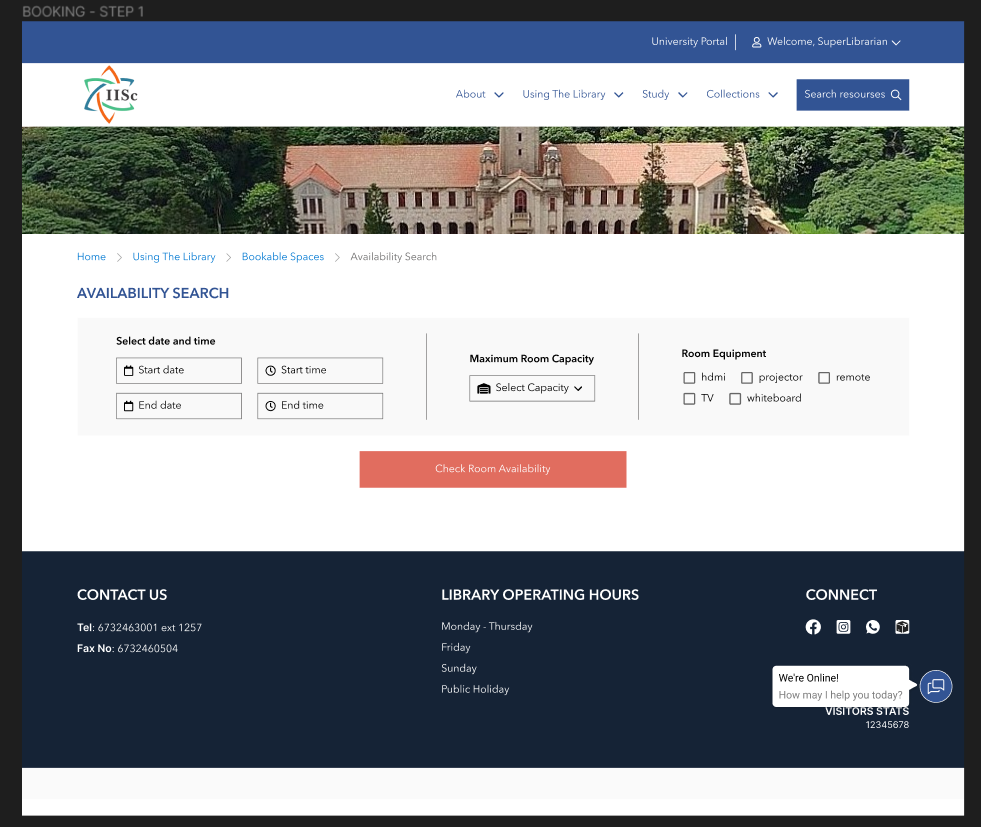 BOOKING - STEP 1
University Portal Welcome, SuperLibrarian
IISc
About Using The Library Study Collections Search resourses
Home Using The Library Bookable Spaces Availability Search
AVAILABILITY SEARCH
Select date and time
Start date Start time
End date End time
Maximum Room Capacity
Select Capacity
Room Equipment
hdmi projector remote
TV whiteboard
Check Room Availability
CONTACT US
Tel: 6732463001 ext 1257
Fax No: 6732460504
LIBRARY OPERATING HOURS
Monday - Thursday
Friday
Sunday
Public Holiday
CONNECT
We're Online!
How may I help you today?
VISITORS STATS
12345678